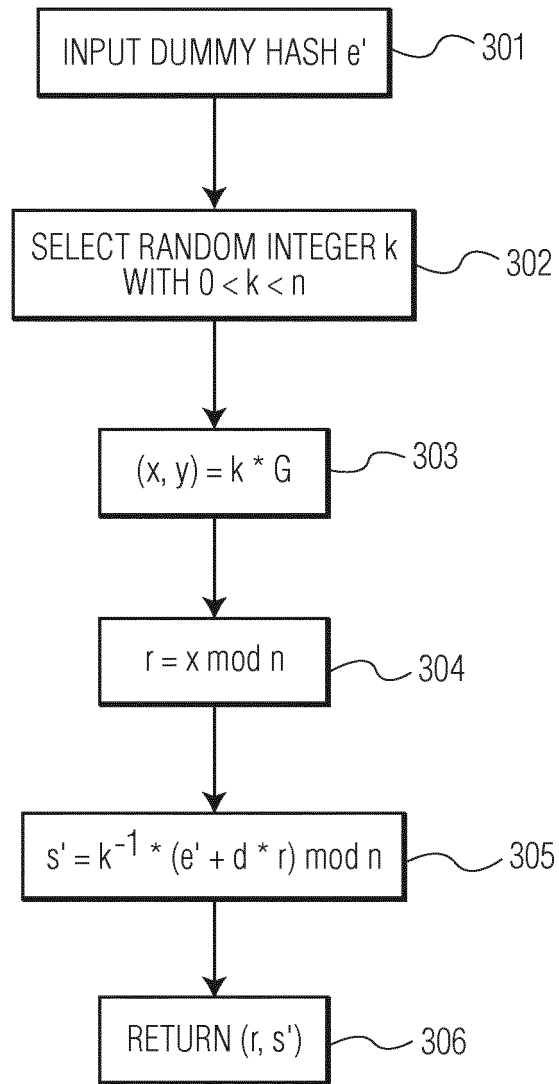 INPUT DUMMY HASH e'
301
SELECT RANDOM INTEGER k
WITH 0 < k < n
302
(x, y) = k * G
303
r = x mod n
304
s' = k⁻¹ * (e' + d * r) mod n
305
RETURN (r, s')
306